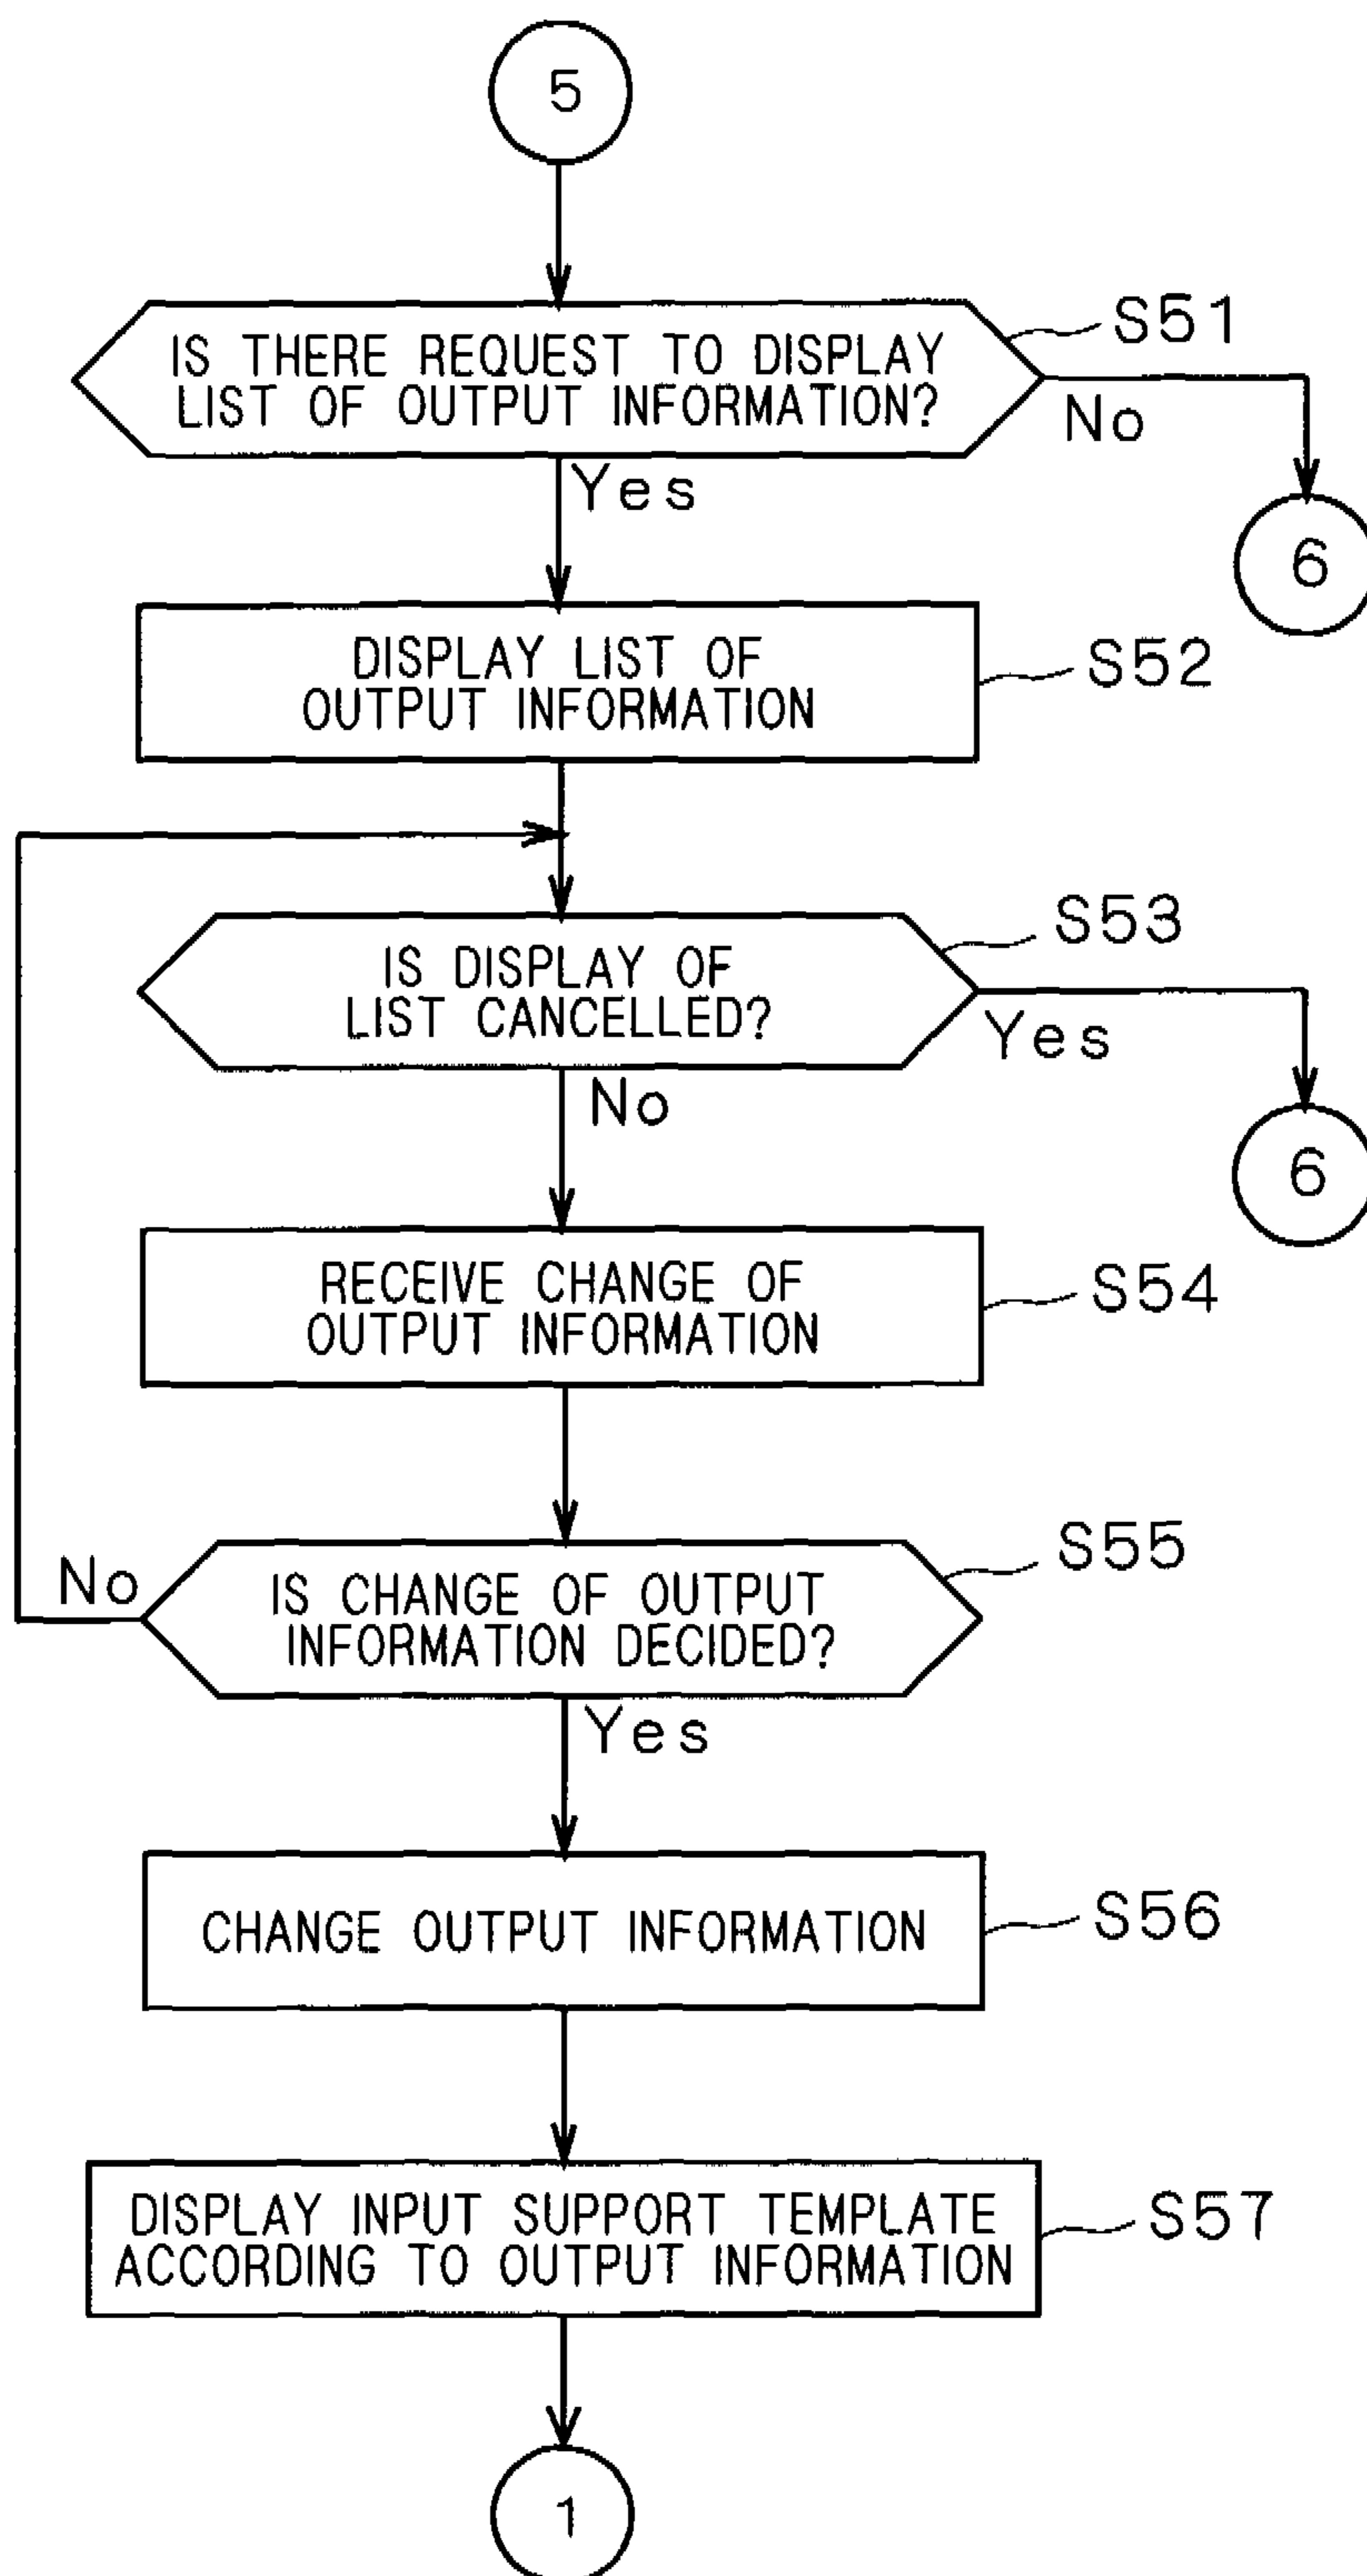 5
IS THERE REQUEST TO DISPLAY
LIST OF OUTPUT INFORMATION?
S51
No
Yes
6
DISPLAY LIST OF
OUTPUT INFORMATION
S52
IS DISPLAY OF
LIST CANCELLED?
S53
Yes
No
6
RECEIVE CHANGE OF
OUTPUT INFORMATION
S54
IS CHANGE OF OUTPUT
INFORMATION DECIDED?
S55
No
Yes
CHANGE OUTPUT INFORMATION
S56
DISPLAY INPUT SUPPORT TEMPLATE
ACCORDING TO OUTPUT INFORMATION
S57
1